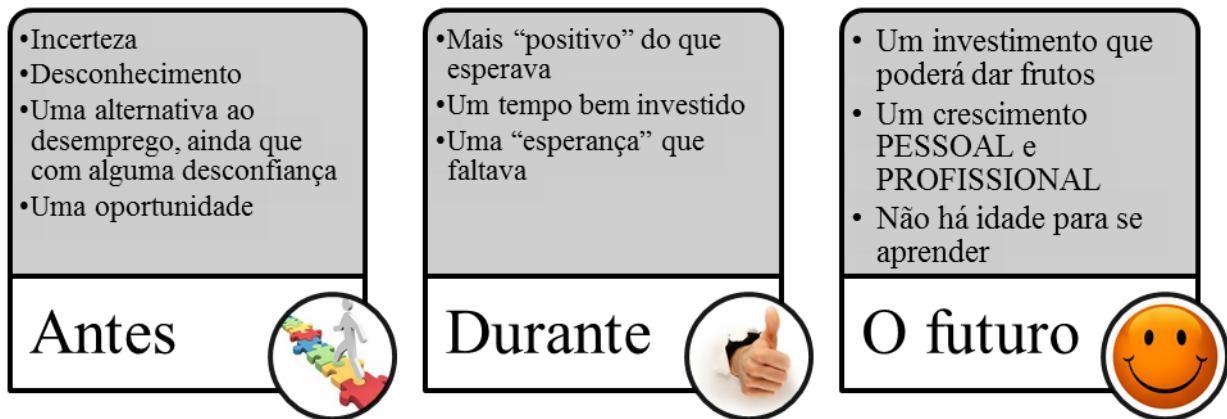 •Incerteza
•Desconhecimento
•Uma alternativa ao
desemprego, ainda que
com alguma desconfiança
•Uma oportunidade
Antes
•Mais “positivo” do que
esperava
•Um tempo bem investido
•Uma “esperança” que
faltava
Durante
• Um investimento que
poderá dar frutos
• Um crescimento
PESSOAL e
PROFISSIONAL
• Não há idade para se
aprender
O futuro